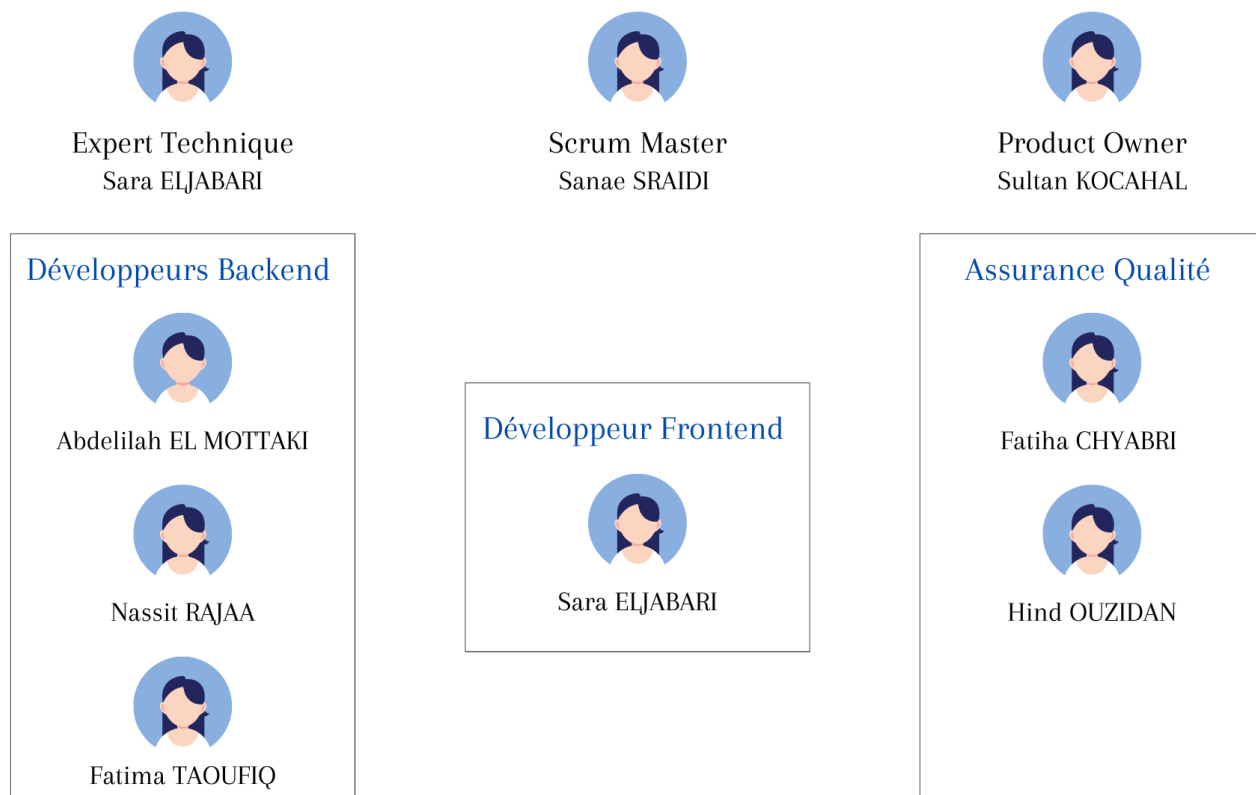 Expert Technique
Sara ELJABARI
Scrum Master
Sanae SRAIDI
Product Owner
Sultan KOCAHAL
Développeurs Backend
Abdelilah EL MOTTAKI
Nassit RAJAA
Fatima TAOUFIQ
Développeur Frontend
Sara ELJABARI
Assurance Qualité
Fatiha CHYABRI
Hind OUZIDAN